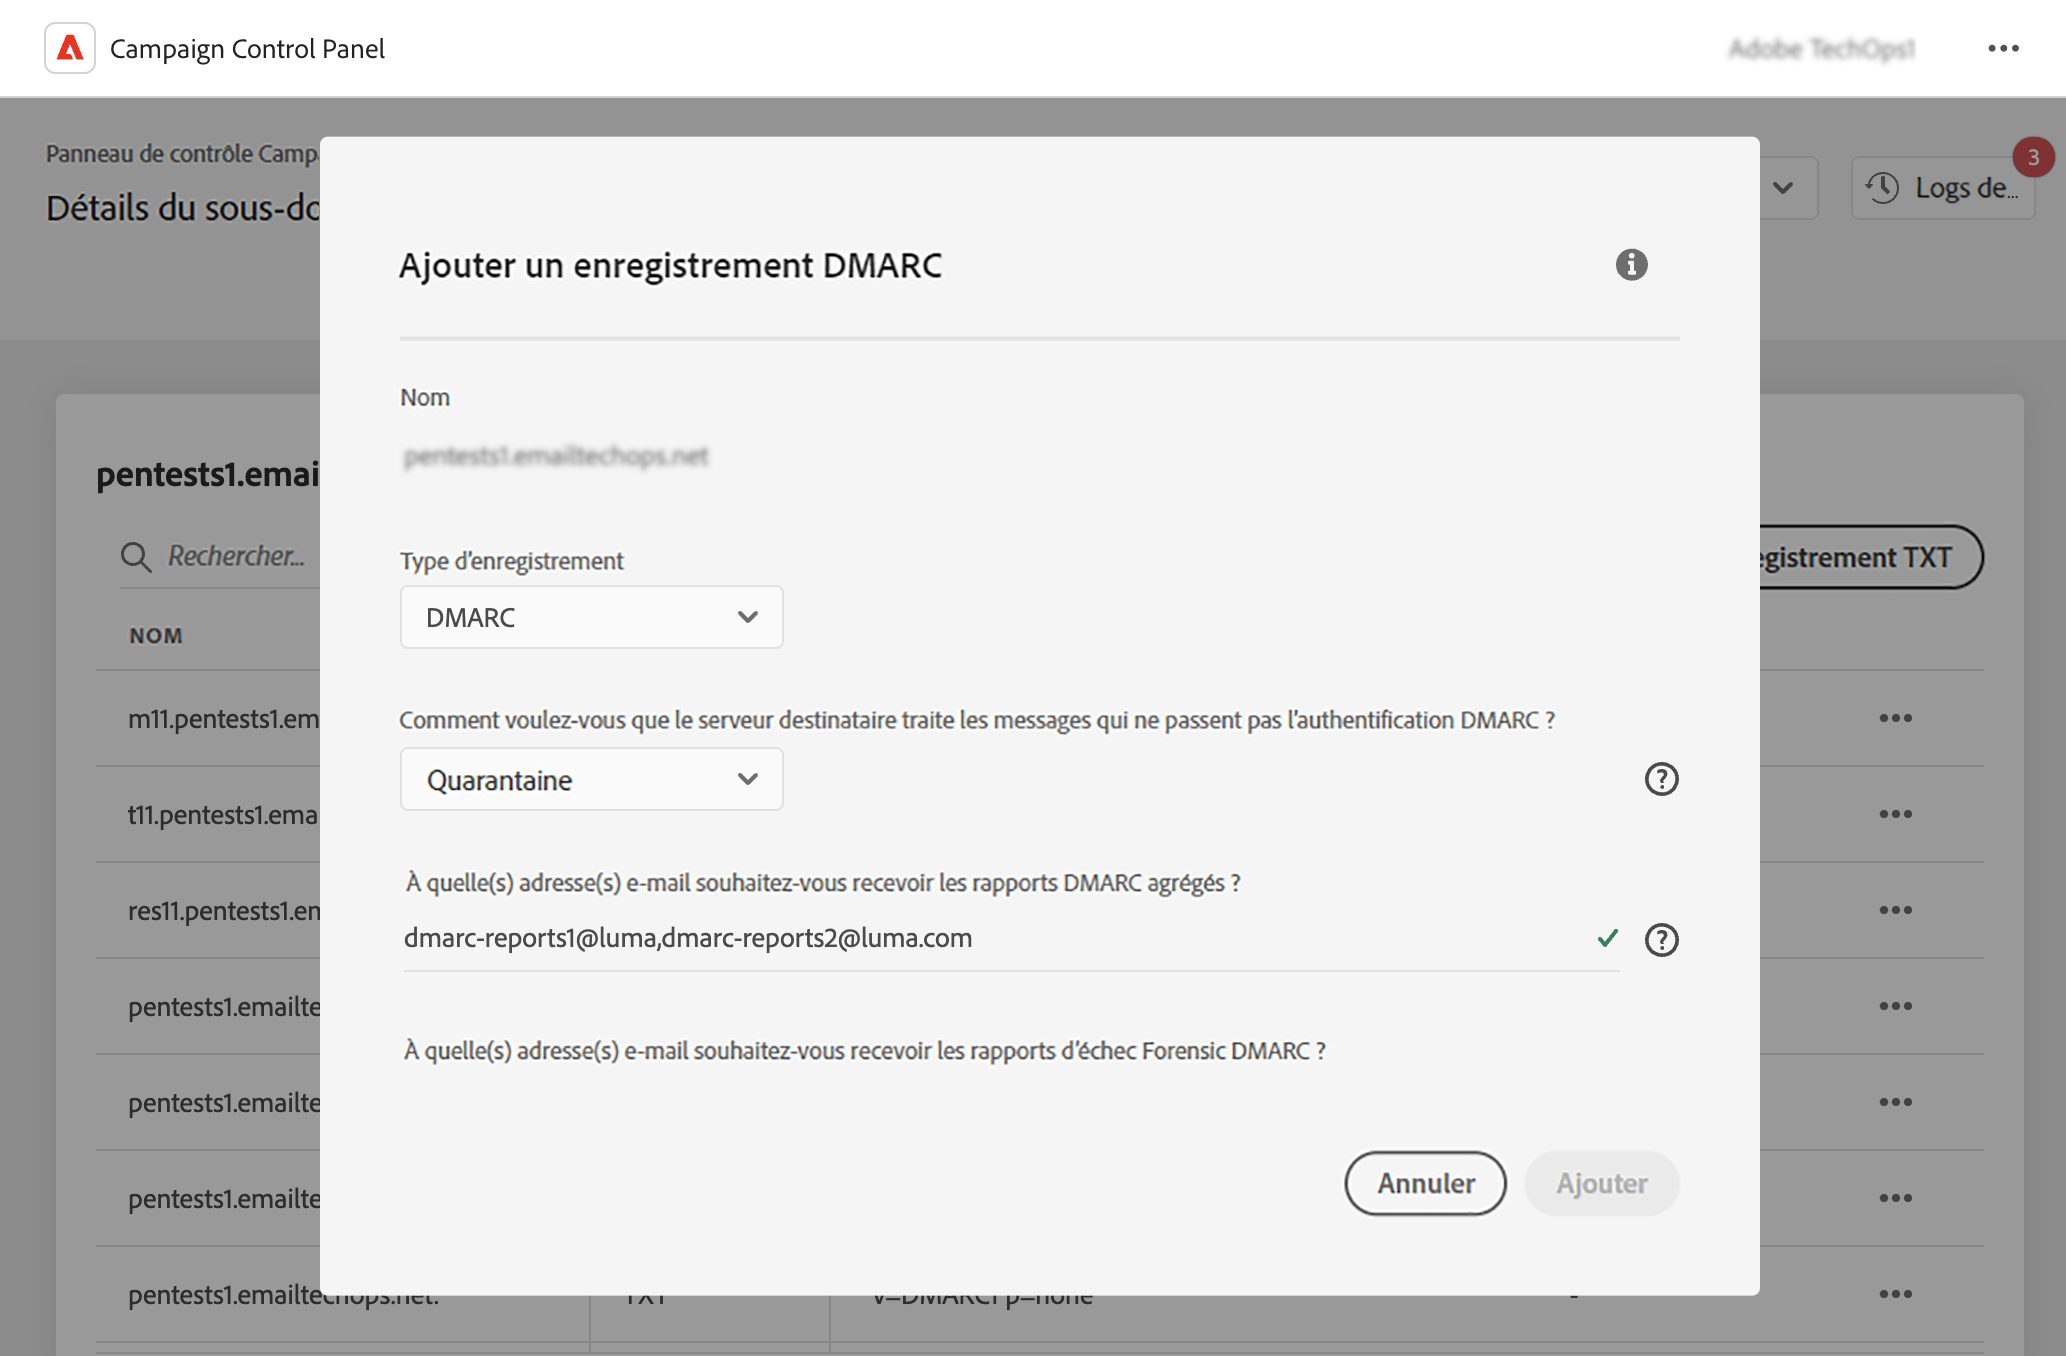 Campaign Control Panel
Adobe TechOps1
Panneau de contrôle Camp
Détails du sous-do
Logs de...
3
Ajouter un enregistrement DMARC
Nom
pentests1.emailtechops.net
pentests1.emai
Rechercher...
egistrement TXT
Type d'enregistrement
DMARC
NOM
m11.pentests1.em
Comment voulez-vous que le serveur destinataire traite les messages qui ne passent pas l'authentification DMARC ?
Quarantaine
t11.pentests1.ema
À quelle(s) adresse(s) e-mail souhaitez-vous recevoir les rapports DMARC agrégés ?
res11.pentests1.en
dmarc-reports1@luma,dmarc-reports2@luma.com
pentests1.emailte
À quelle(s) adresse(s) e-mail souhaitez-vous recevoir les rapports d'échec Forensic DMARC ?
pentests1.emailte
Annuler
Ajouter
pentests1.emailte
pentests1.emailtechops.net. TXT v=DMARC1 p=none -